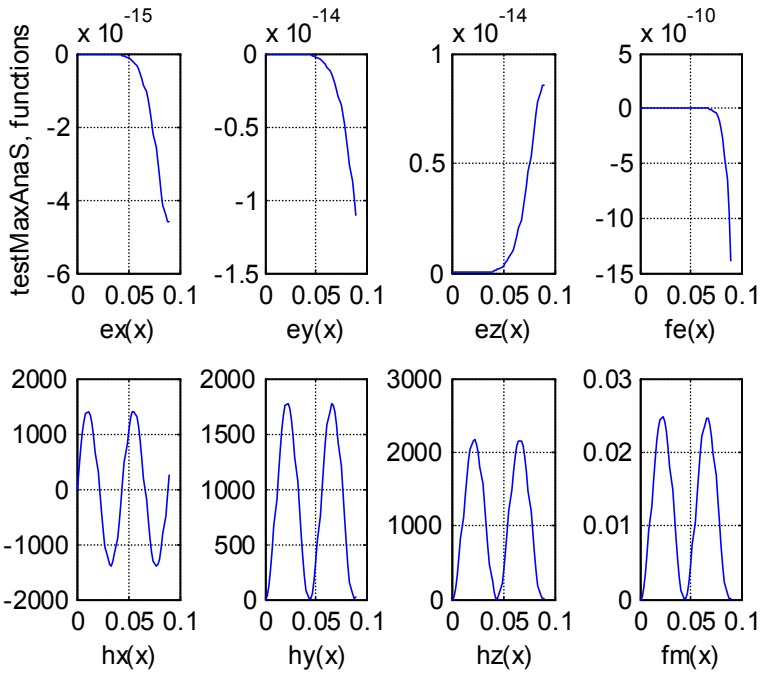 x 10-15
x 10-14
x 10-14
x 10-10
testMaxAnaS, functions
0
-2
-4
-6
0 0.05 0.1
ex(x)
0
-0.5
-1
-1.5
0 0.05 0.1
ey(x)
1
0.5
0
0 0.05 0.1
ez(x)
5
0
-5
-10
-15
0 0.05 0.1
fe(x)
2000
1000
0
-1000
-2000
0 0.05 0.1
hx(x)
2000
1500
1000
500
0
0 0.05 0.1
hy(x)
3000
2000
1000
0
0 0.05 0.1
hz(x)
0.03
0.02
0.01
0
0 0.05 0.1
fm(x)